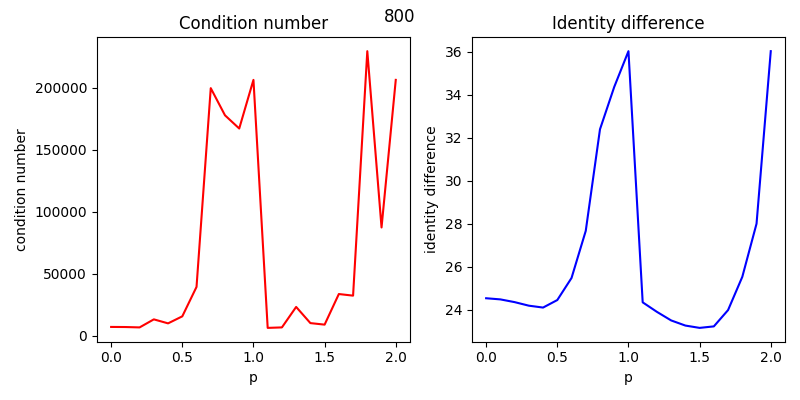 800
Condition number
condition number
200000
150000
100000
50000
0
0.0 0.5 1.0 1.5 2.0
p
Identity difference
identity difference
36
34
32
30
28
26
24
0.0 0.5 1.0 1.5 2.0
p